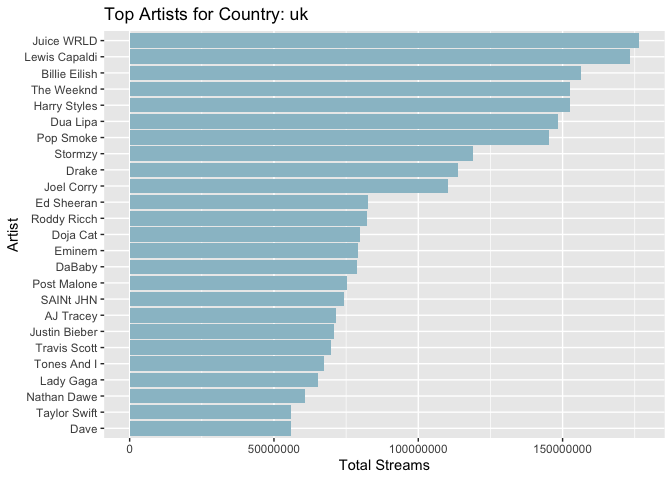 Top Artists for Country: uk
Artist
Juice WRLD
Lewis Capaldi
Billie Eilish
The Weeknd
Harry Styles
Dua Lipa
Pop Smoke
Stormzy
Drake
Joel Corry
Ed Sheeran
Roddy Ricch
Doja Cat
Eminem
DaBaby
Post Malone
SAINt JHN
AJ Tracey
Justin Bieber
Travis Scott
Tones And I
Lady Gaga
Nathan Dawe
Taylor Swift
Dave
0 50000000 100000000 150000000
Total Streams